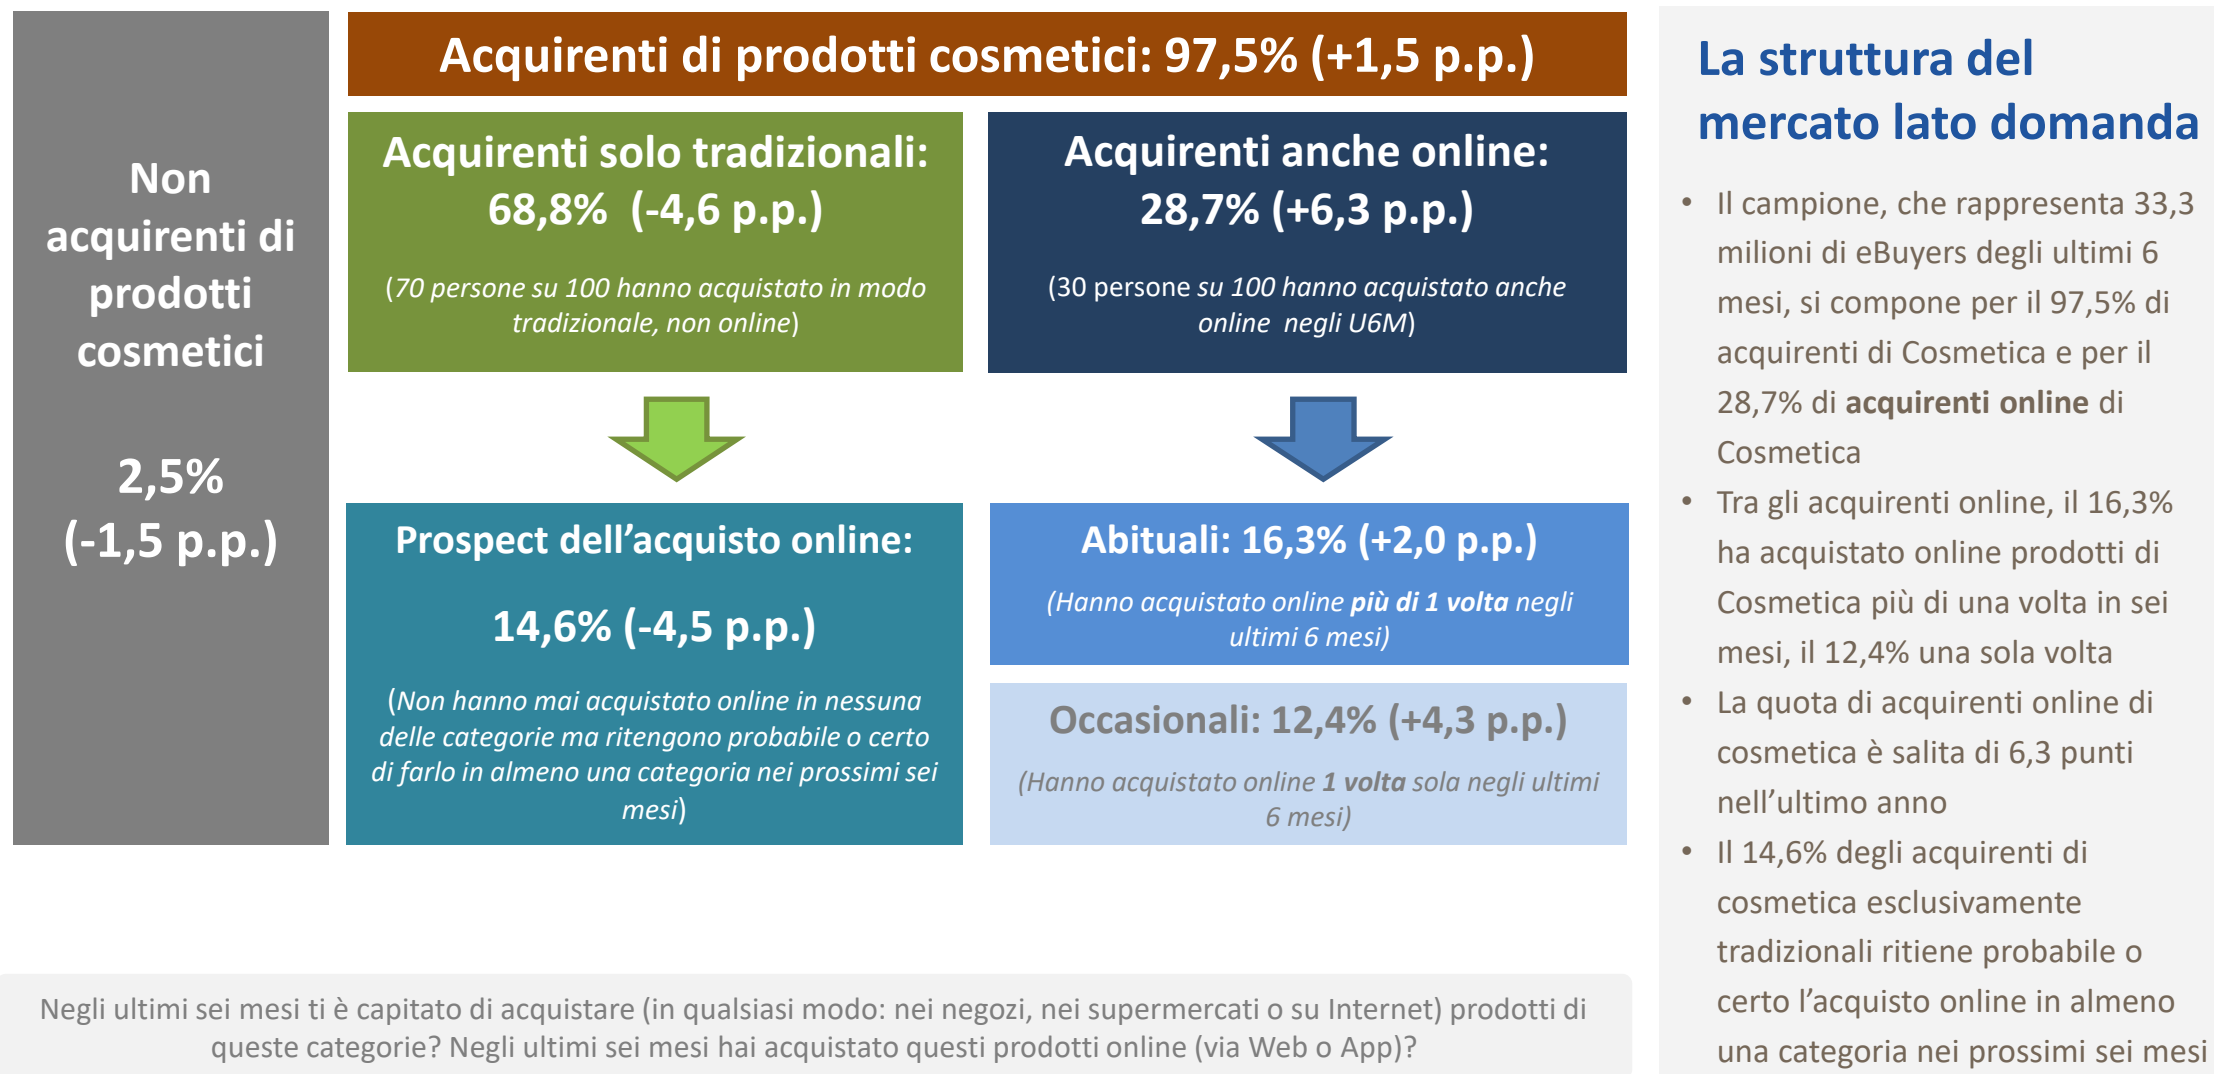 Non
acquirenti di
prodotti
cosmetici
2,5%
(-1,5 p.p.)
Acquirenti di prodotti cosmetici: 97,5% (+1,5 p.p.)
Acquirenti solo tradizionali:
68,8% (-4,6 p.p.)
(70 persone su 100 hanno acquistato in modo
tradizionale, non online)
Acquirenti anche online:
28,7% (+6,3 p.p.)
(30 persone su 100 hanno acquistato anche
online negli U6M)
Prospect dell’acquisto online:
14,6% (-4,5 p.p.)
(Non hanno mai acquistato online in nessuna
delle categorie ma ritengono probabile o certo
di farlo in almeno una categoria nei prossimi sei
mesi)
Abituali: 16,3% (+2,0 p.p.)
(Hanno acquistato online più di 1 volta negli
ultimi 6 mesi)
Occasionali: 12,4% (+4,3 p.p.)
(Hanno acquistato online 1 volta sola negli ultimi
6 mesi)
Negli ultimi sei mesi ti è capitato di acquistare (in qualsiasi modo: nei negozi, nei supermercati o su Internet) prodotti di
queste categorie? Negli ultimi sei mesi hai acquistato questi prodotti online (via Web o App)?
La struttura del
mercato lato domanda
• Il campione, che rappresenta 33,3
milioni di eBuyers degli ultimi 6
mesi, si compone per il 97,5% di
acquirenti di Cosmetica e per il
28,7% di acquirenti online di
Cosmetica
• Tra gli acquirenti online, il 16,3%
ha acquistato online prodotti di
Cosmetica più di una volta in sei
mesi, il 12,4% una sola volta
• La quota di acquirenti online di
cosmetica è salita di 6,3 punti
nell’ultimo anno
• Il 14,6% degli acquirenti di
cosmetica esclusivamente
tradizionali ritiene probabile o
certo l’acquisto online in almeno
una categoria nei prossimi sei mesi